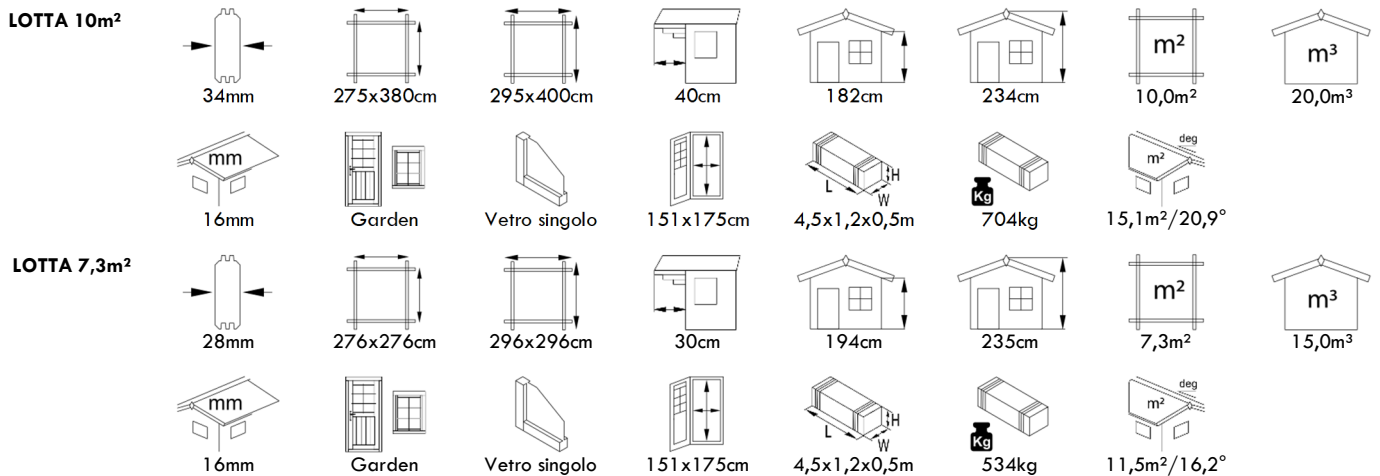 LOTTA 10m²
34mm 275x380cm 295x400cm 40cm 182cm 234cm m² 10,0m² m³ 20,0m³
mm 16mm Garden Vetro singolo 151x175cm L W H 4,5x1,2x0,5m Kg 704kg deg m² 15,1m²/20,9°
LOTTA 7,3m²
28mm 276x276cm 296x296cm 30cm 194cm 235cm m² 7,3m² m³ 15,0m³
mm 16mm Garden Vetro singolo 151x175cm L W H 4,5x1,2x0,5m Kg 534kg deg m² 11,5m²/16,2°